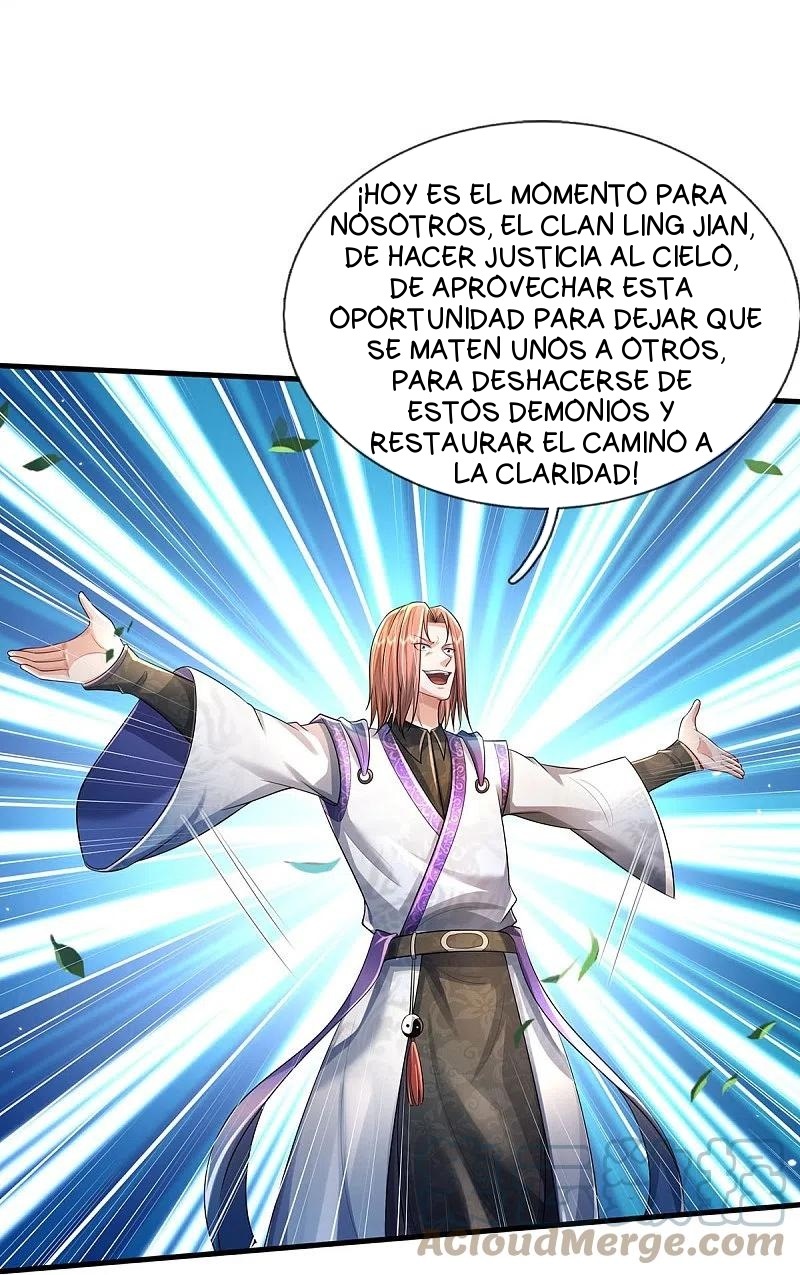 ¡HOY ES EL MOMENTO PARA
NOSOTROS, EL CLAN LING JIAN,
DE HACER JUSTICIA AL CIELO,
DE APROVECHAR ESTA
OPORTUNIDAD PARA DEJAR QUE
SE MATEN UNOS A OTROS,
PARA DESHACERSE DE
ESTOS DEMONIOS Y
RESTAURAR EL CAMINO A
LA CLARIDAD!
AcloudMerge.com